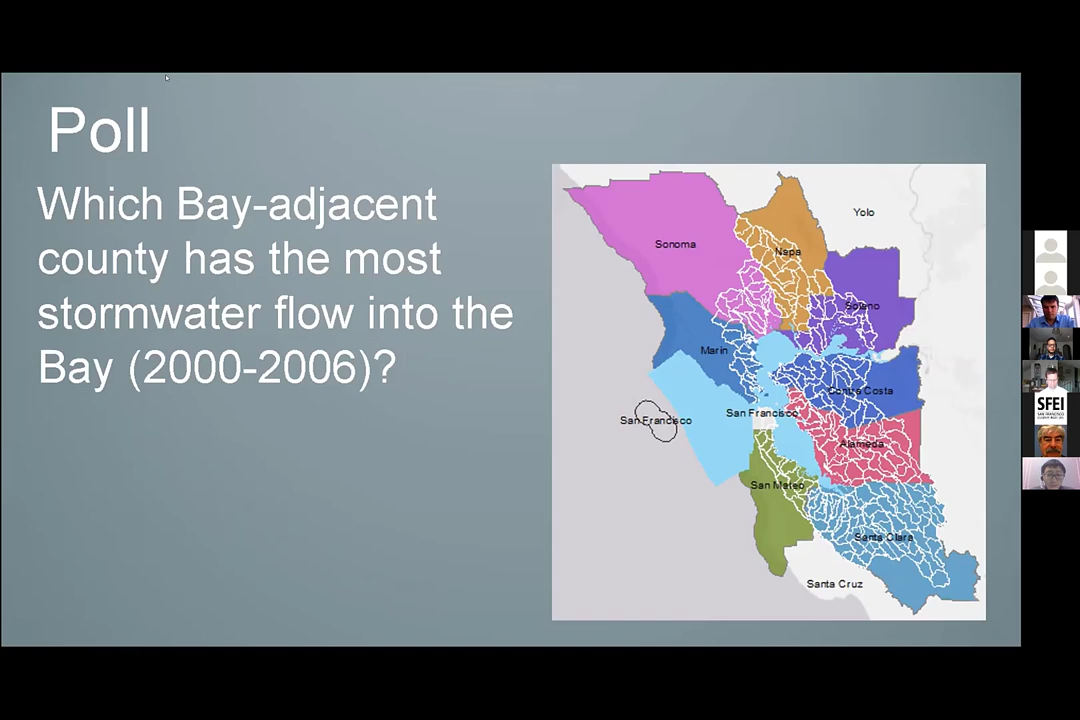 Poll
Which Bay-adjacent
county has the most
stormwater flow into the
Bay (2000-2006)?
Yolo
Sonoma
Napa
Solano
Marin
Contra Costa
San Francisco
San Francisco
Alameda
San Mateo
Santa Clara
Santa Cruz
SFEI